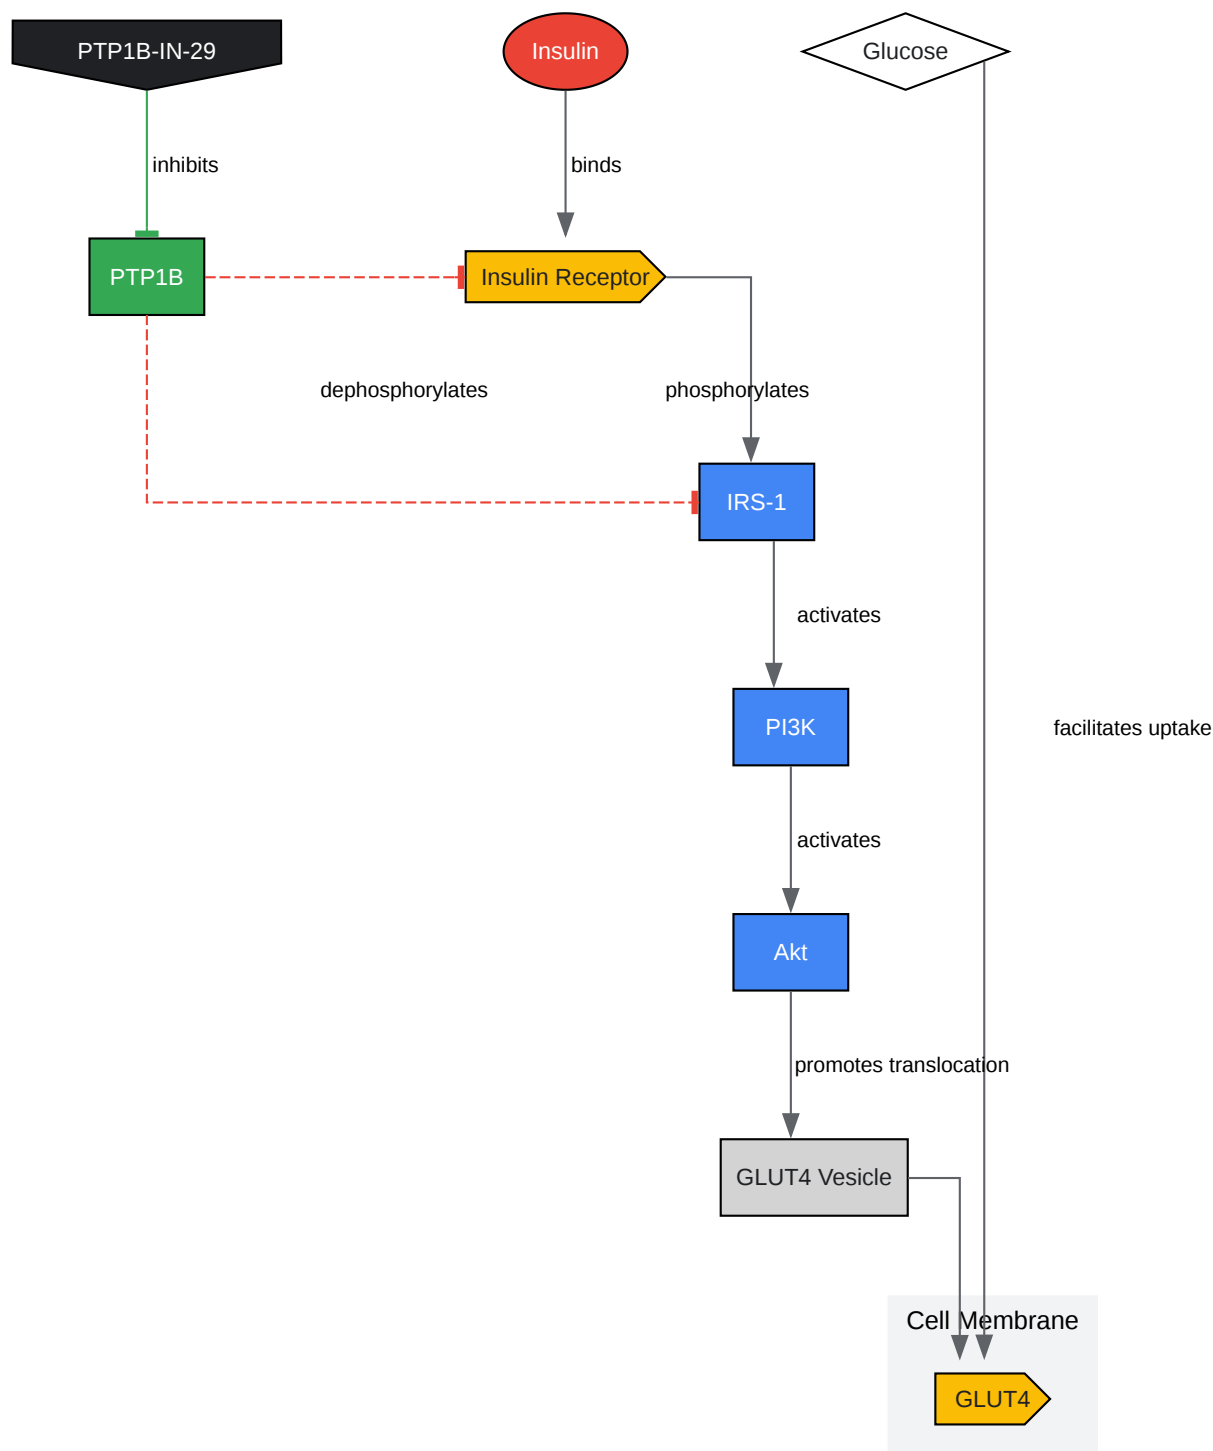 PTP1B-IN-29
Insulin
Glucose
inhibits
binds
PTP1B
Insulin Receptor
dephosphorylates
phosphorylates
IRS-1
activates
PI3K
facilitates uptake
activates
Akt
promotes translocation
GLUT4 Vesicle
Cell Membrane
GLUT4